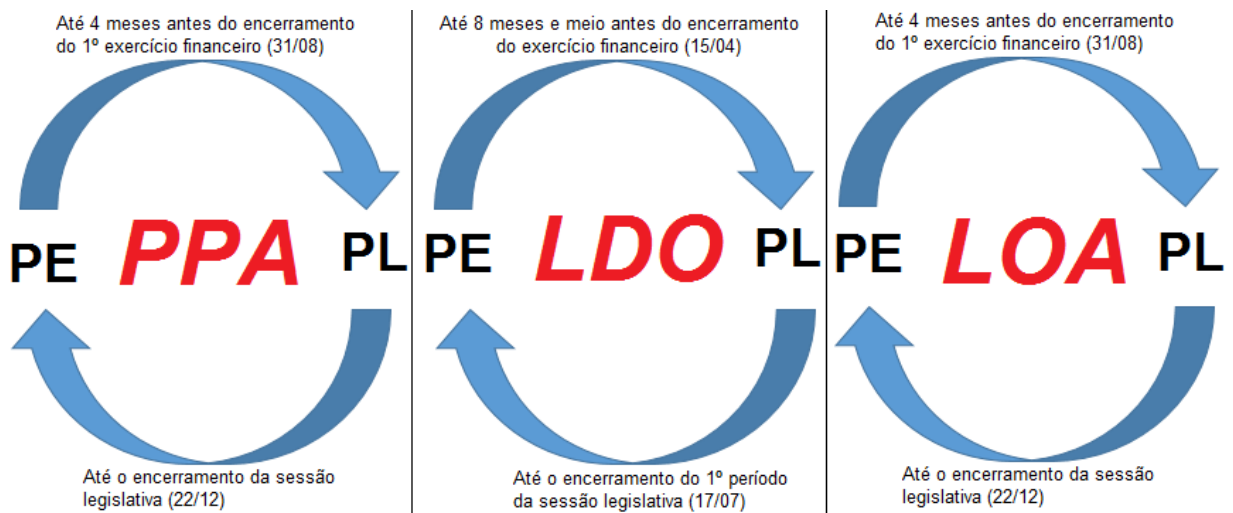 Até 4 meses antes do encerramento
do 1º exercício financeiro (31/08)
PE
PPA
PL
Até o encerramento da sessão
legislativa (22/12)
Até 8 meses e meio antes do encerramento
do exercício financeiro (15/04)
PE
LDO
PL
Até o encerramento do 1º período
da sessão legislativa (17/07)
Até 4 meses antes do encerramento
do 1º exercício financeiro (31/08)
PE
LOA
PL
Até o encerramento da sessão
legislativa (22/12)